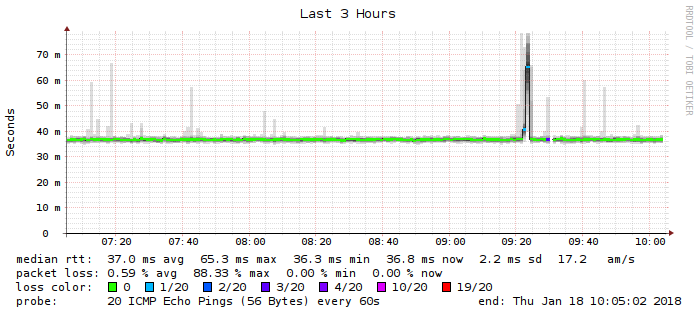 Last 3 Hours
RRDTOOL / TOBI OETIKER
Seconds
70 m
60 m
50 m
40 m
30 m
20 m
10 m
0
07:20 07:40 08:00 08:20 08:40 09:00 09:20 09:40 10:00
median rtt: 37.0 ms avg 65.3 ms max 36.3 ms min 36.8 ms now 2.2 ms sd 17.2 am/s
packet loss: 0.59 % avg 88.33 % max 0.00 % min 0.00 % now
loss color: 0 1/20 2/20 3/20 4/20 10/20 19/20
probe: 20 ICMP Echo Pings (56 Bytes) every 60s end: Thu Jan 18 10:05:02 2018